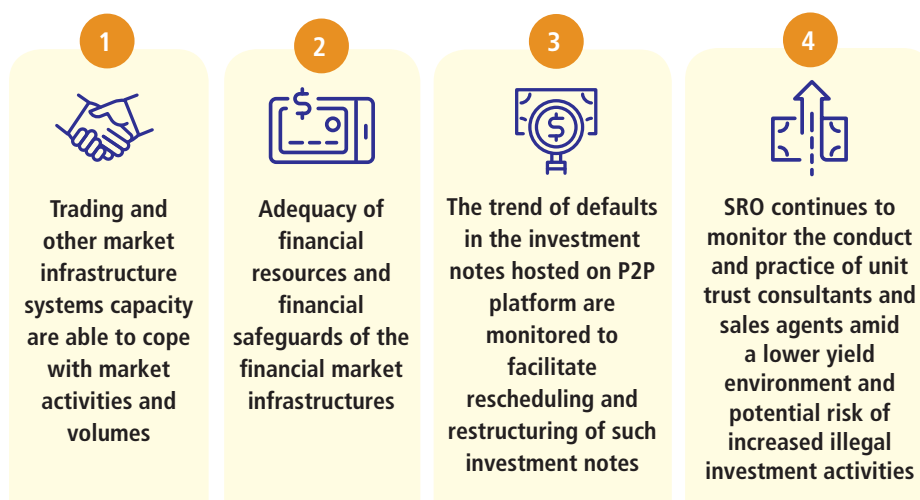 1
Trading and
other market
infrastructure
systems capacity
are able to cope
with market
activities and
volumes
2
$
Adequacy of
financial
resources and
financial
safeguards of the
financial market
infrastructures
3
$
The trend of defaults
in the investment
notes hosted on P2P
platform are
monitored to
facilitate
rescheduling and
restructuring of such
investment notes
4
SRO continues to
monitor the conduct
and practice of unit
trust consultants and
sales agents amid
a lower yield
environment and
potential risk of
increased illegal
investment activities